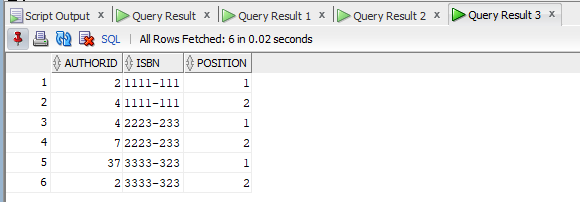 Script Output x Query Result x Query Result 1 x Query Result 2 x Query Result 3 x
SQL | All Rows Fetched: 6 in 0.02 seconds
AUTHORID ISBN POSITION
1 2 1111-111 1
2 4 1111-111 2
3 4 2223-233 1
4 7 2223-233 2
5 37 3333-323 1
6 2 3333-323 2